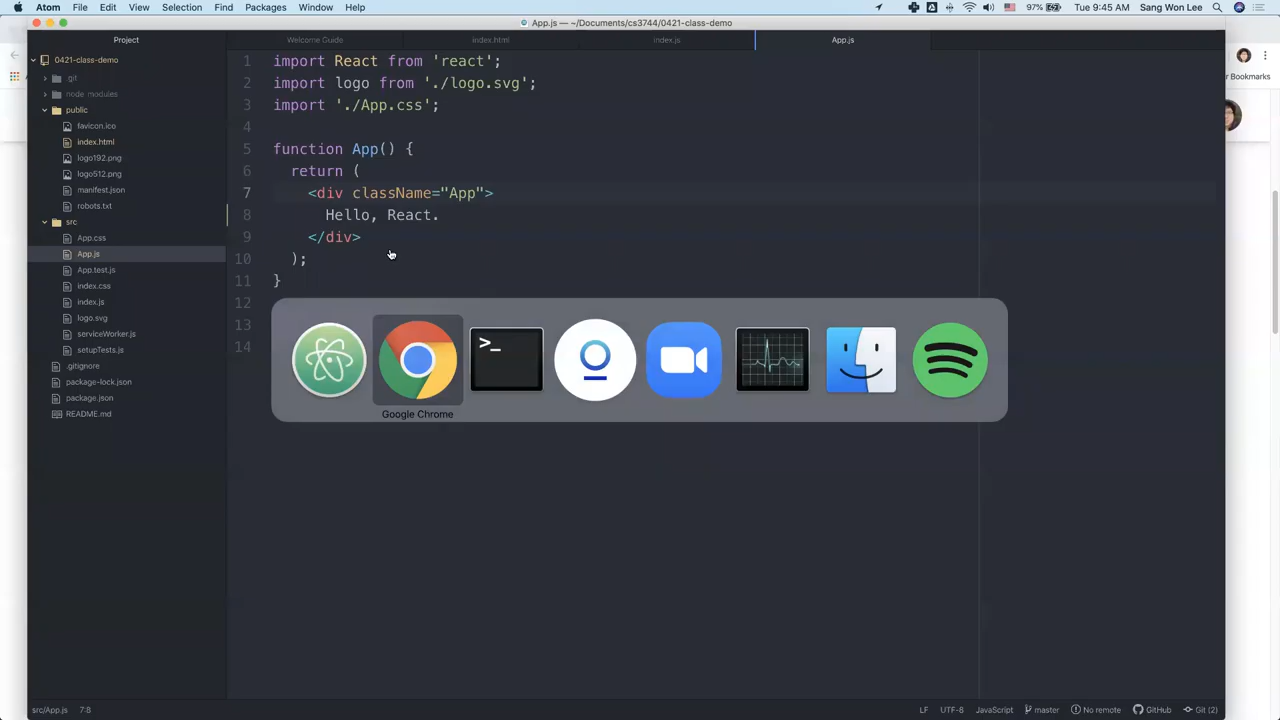 Atom File Edit View Selection Find Packages Window Help 97% Tue 9:45 AM Sang Won Lee
App.js — ~/Documents/cs3744/0421-class-demo
Project Welcome Guide index.html index.js App.js
r Bookmarks
0421-class-demo
.git
node_modules
public
favicon.ico
index.html
logo192.png
logo512.png
manifest.json
robots.txt
src
App.css
App.js
App.test.js
index.css
index.js
logo.svg
serviceWorker.js
setupTests.js
.gitignore
package-lock.json
package.json
README.md
1 import React from 'react';
2 import logo from './logo.svg';
3 import './App.css';
4
5 function App() {
6 return (
7 <div className="App">
8 Hello, React.
9 </div>
10 );
11 }
12
13
14
>_
Google Chrome
src/App.js 7:8 LF UTF-8 JavaScript master No remote GitHub Git (2)